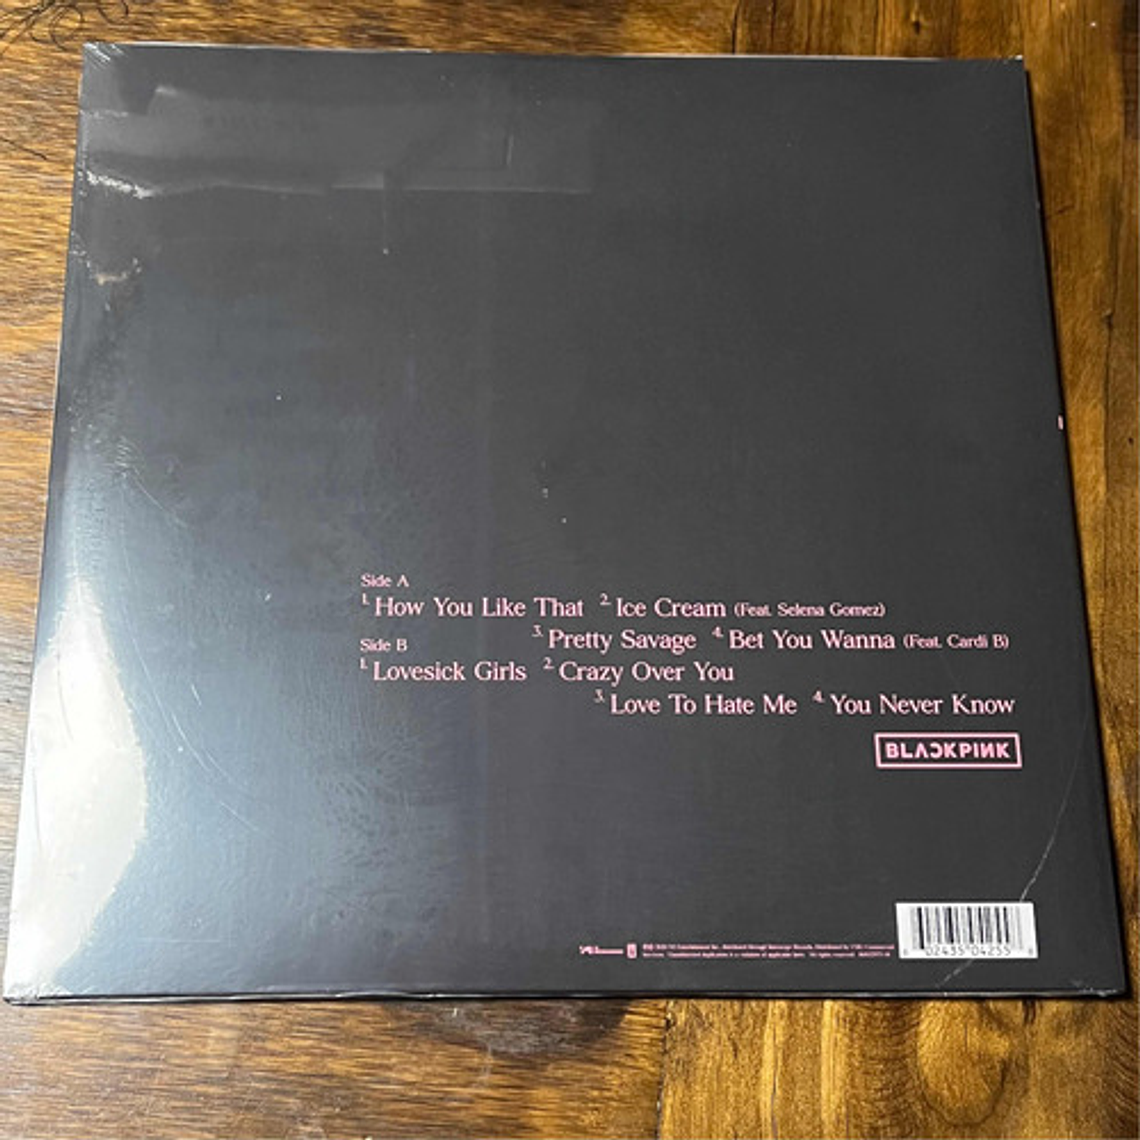 Side A
1. How You Like That 2. Ice Cream (Feat. Selena Gomez)
3. Pretty Savage 4. Bet You Wanna (Feat. Cardi B)
Side B
1. Lovesick Girls 2. Crazy Over You
3. Love To Hate Me 4. You Never Know
BLACKPINK
02435 04255